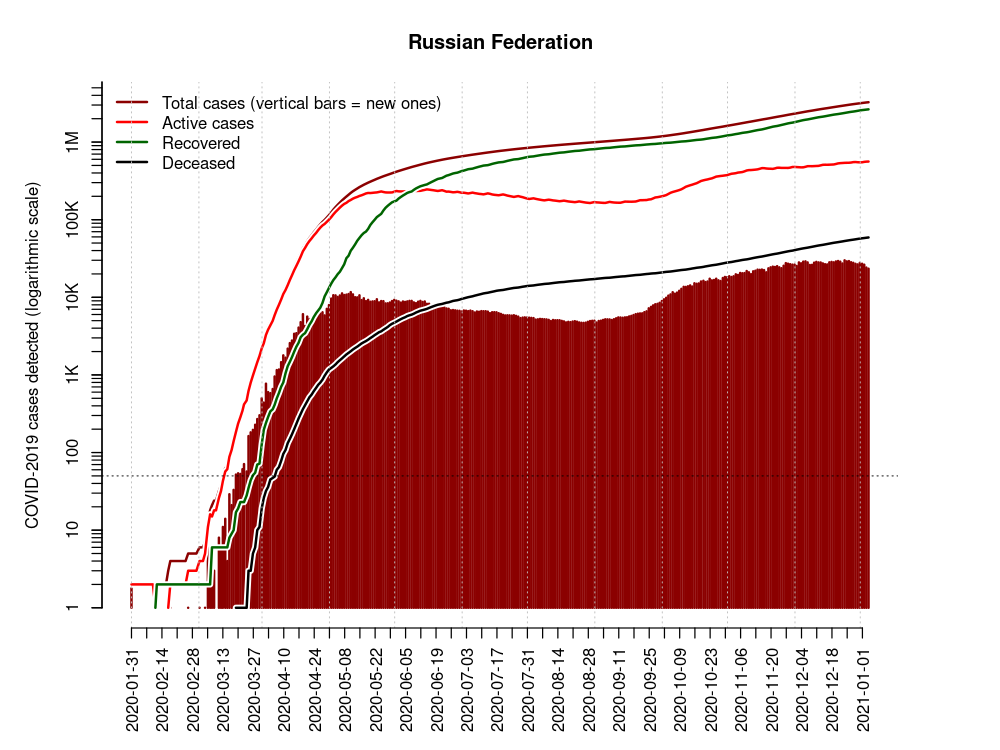 Russian Federation
Total cases (vertical bars = new ones)
Active cases
Recovered
Deceased
COVID-2019 cases detected (logarithmic scale)
1M
100K
10K
1K
100
10
1
2020-01-31
2020-02-14
2020-02-28
2020-03-13
2020-03-27
2020-04-10
2020-04-24
2020-05-08
2020-05-22
2020-06-05
2020-06-19
2020-07-03
2020-07-17
2020-07-31
2020-08-14
2020-08-28
2020-09-11
2020-09-25
2020-10-09
2020-10-23
2020-11-06
2020-11-20
2020-12-04
2020-12-18
2021-01-01